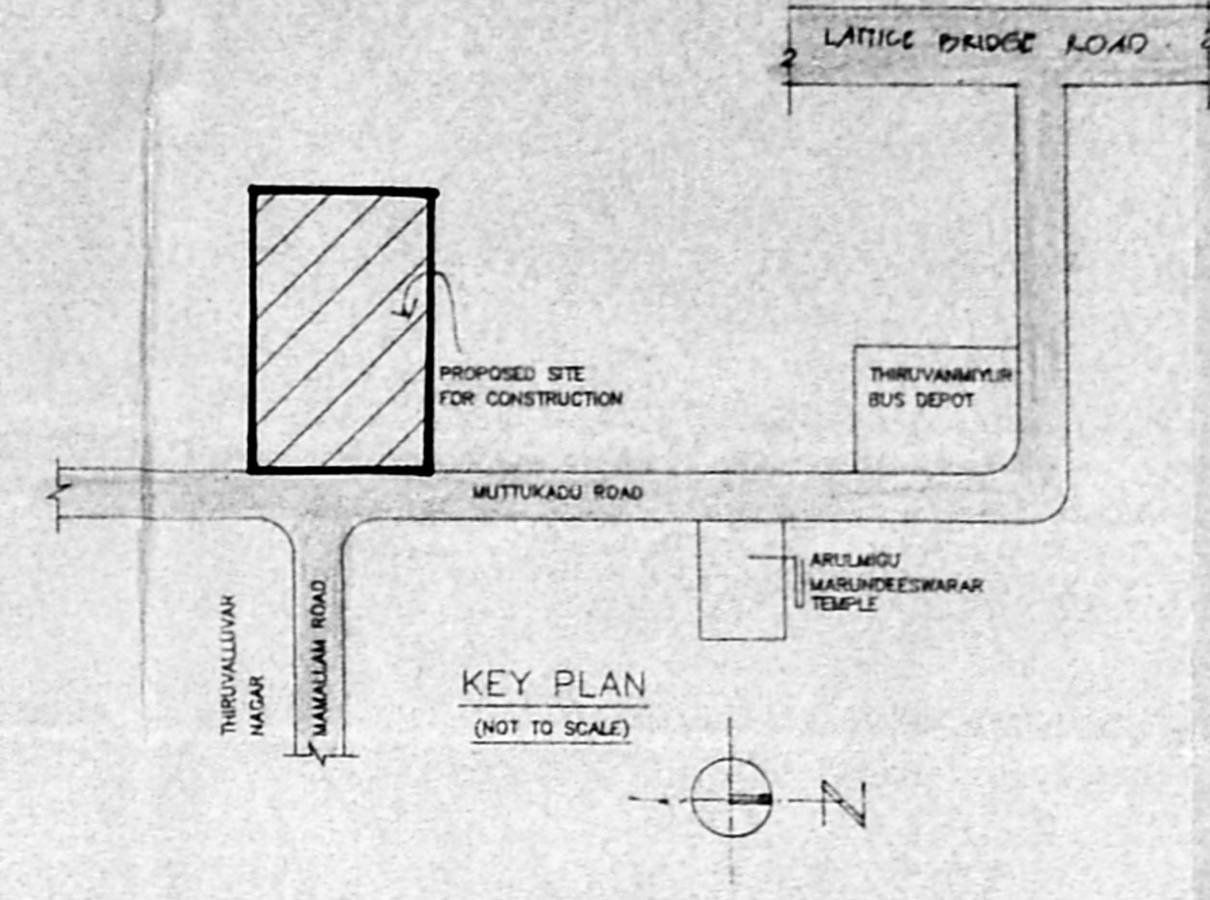 LATTICE BRIDGE ROAD
PROPOSED SITE
FOR CONSTRUCTION
THIRUVANMIYUR
BUS DEPOT
MUTTUKADU ROAD
ARULMIGU
MARUNDEESWARAR
TEMPLE
THIRUVALLUVAR
NAGAR
MAMALLAM ROAD
KEY PLAN
(NOT TO SCALE)
N